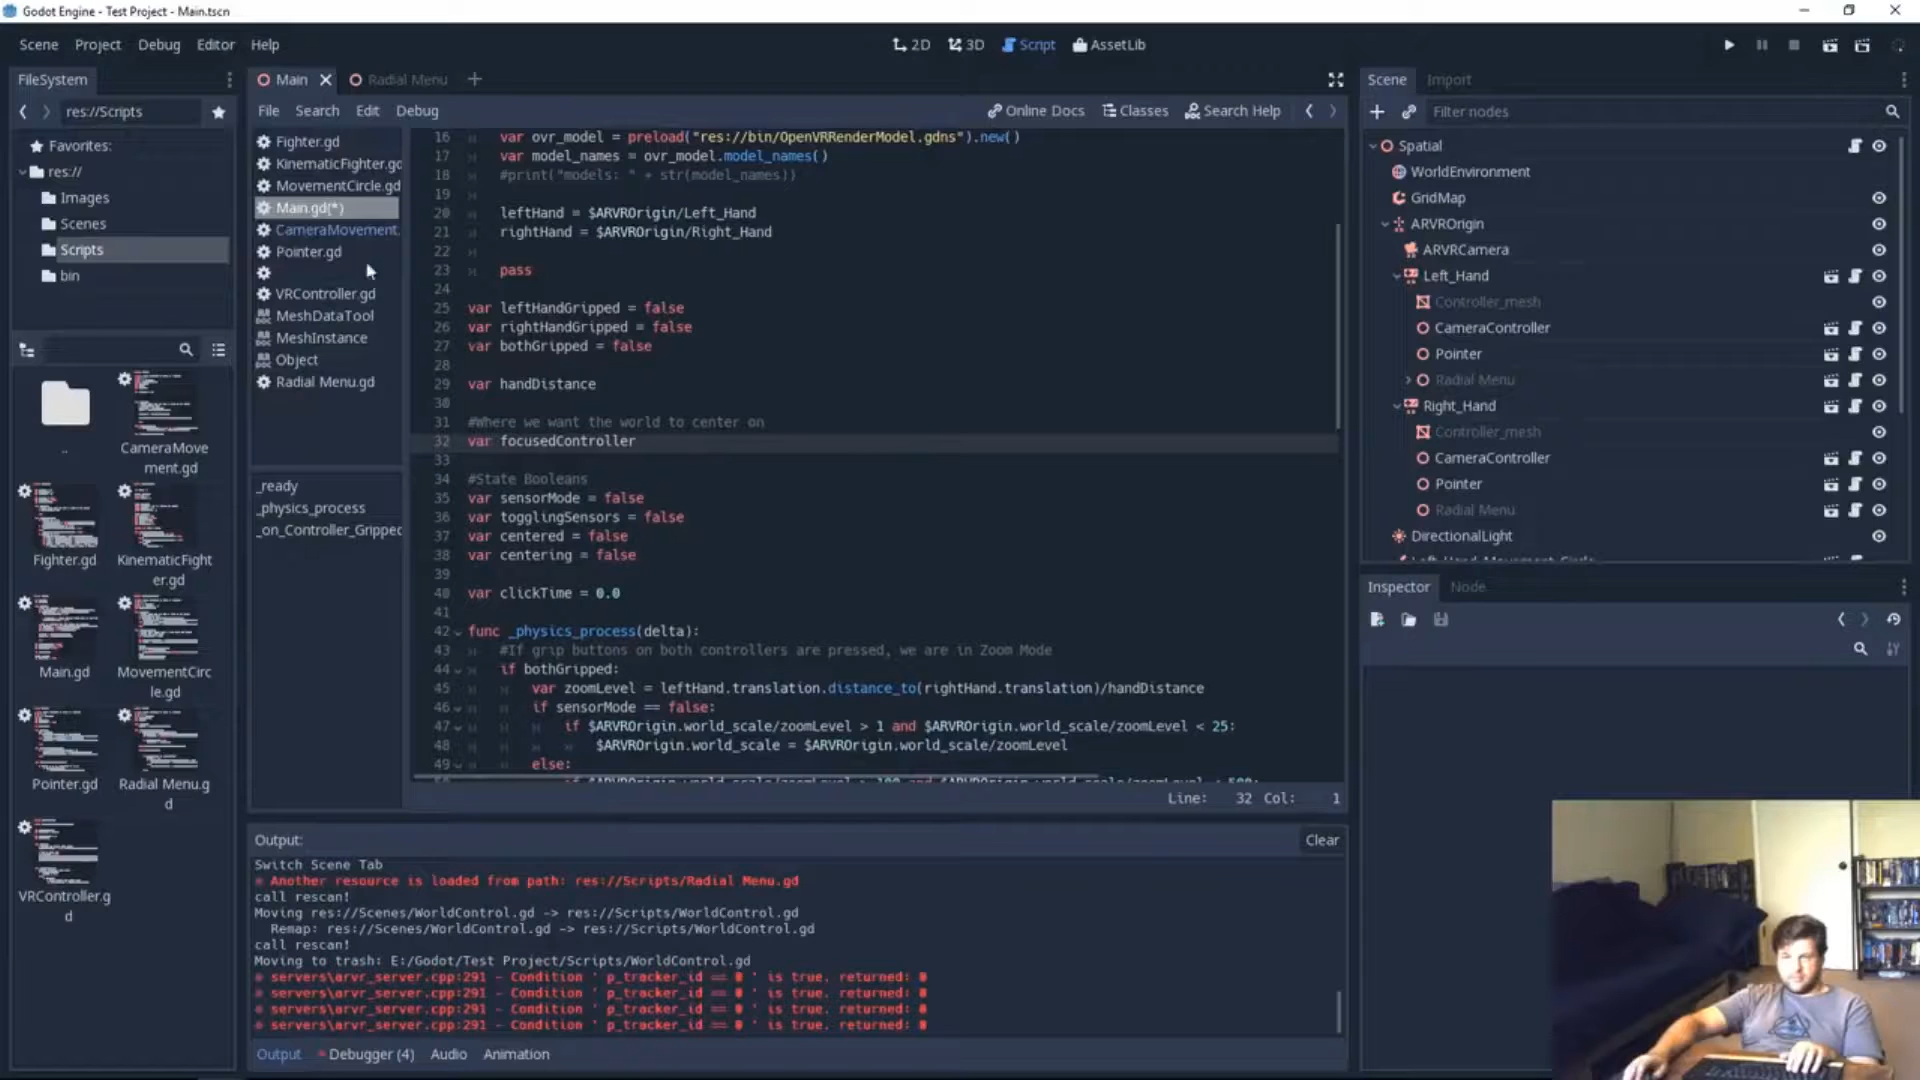 Godot Engine - Test Project - Main.tscn
Scene Project Debug Editor Help
2D 3D Script AssetLib
FileSystem
res://Scripts
Favorites:
res://
Images
Scenes
Scripts
bin
..
CameraMove
ment.gd
Fighter.gd
KinematicFight
er.gd
Main.gd
MovementCirc
le.gd
Pointer.gd
Radial Menu.g
d
VRController.g
d
Main Radial Menu
File Search Edit Debug
Online Docs Classes Search Help
Fighter.gd
KinematicFighter.gd
MovementCircle.gd
Main.gd(*)
CameraMovement.
Pointer.gd
VRController.gd
MeshDataTool
MeshInstance
Object
Radial Menu.gd
_ready
_physics_process
_on_Controller_Gripped
16 var ovr_model = preload("res://bin/OpenVRRenderModel.gdns").new()
17 var model_names = ovr_model.model_names()
18 #print("models: " + str(model_names))
19
20 leftHand = $ARVROrigin/Left_Hand
21 rightHand = $ARVROrigin/Right_Hand
22
23 pass
24
25 var leftHandGripped = false
26 var rightHandGripped = false
27 var bothGripped = false
28
29 var handDistance
30
31 #Where we want the world to center on
32 var focusedController
33
34 #State Booleans
35 var sensorMode = false
36 var togglingSensors = false
37 var centered = false
38 var centering = false
39
40 var clickTime = 0.0
41
42 func _physics_process(delta):
43 #If grip buttons on both controllers are pressed, we are in Zoom Mode
44 if bothGripped:
45 var zoomLevel = leftHand.translation.distance_to(rightHand.translation)/handDistance
46 if sensorMode == false:
47 if $ARVROrigin.world_scale/zoomLevel > 1 and $ARVROrigin.world_scale/zoomLevel < 25:
48 $ARVROrigin.world_scale = $ARVROrigin.world_scale/zoomLevel
49 else:
Line: 32 Col: 1
Output:
Clear
Switch Scene Tab
Another resource is loaded from path: res://Scripts/Radial Menu.gd
call rescan!
Moving res://Scenes/WorldControl.gd -> res://Scripts/WorldControl.gd
Remap: res://Scenes/WorldControl.gd -> res://Scripts/WorldControl.gd
call rescan!
Moving to trash: E:/Godot/Test Project/Scripts/WorldControl.gd
servers\arvr_server.cpp:291 - Condition ' p_tracker_id == 0 ' is true. returned: 0
servers\arvr_server.cpp:291 - Condition ' p_tracker_id == 0 ' is true. returned: 0
servers\arvr_server.cpp:291 - Condition ' p_tracker_id == 0 ' is true. returned: 0
servers\arvr_server.cpp:291 - Condition ' p_tracker_id == 0 ' is true. returned: 0
Output Debugger (4) Audio Animation
Scene Import
Filter nodes
Spatial
WorldEnvironment
GridMap
ARVROrigin
ARVRCamera
Left_Hand
Controller_mesh
CameraController
Pointer
Radial Menu
Right_Hand
Controller_mesh
CameraController
Pointer
Radial Menu
DirectionalLight
Inspector Node